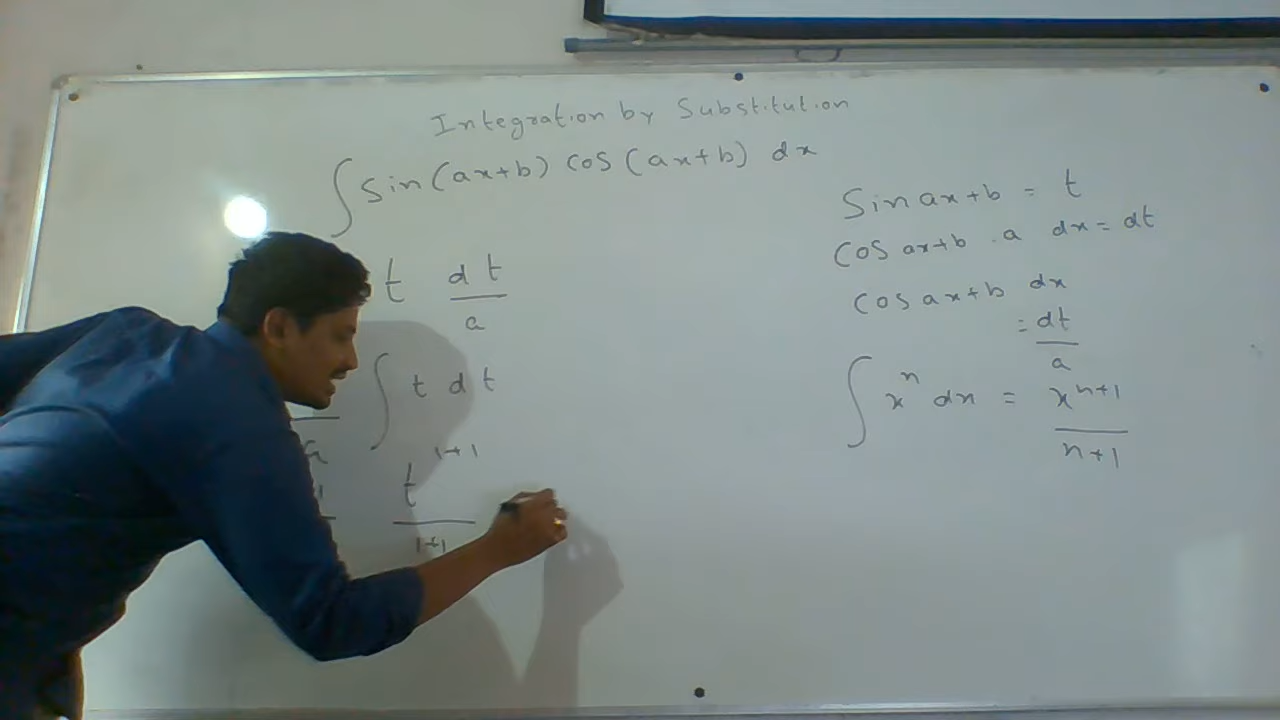 Integration by Substitution
∫ Sin(ax+b) cos(ax+b) dx
t dt/a
∫ t dt
t^(1+1)/(1+1)
Sin ax+b = t
cos ax+b . a dx = dt
cos ax+b dx
= dt/a
∫ x^n dx = x^(n+1)/(n+1)